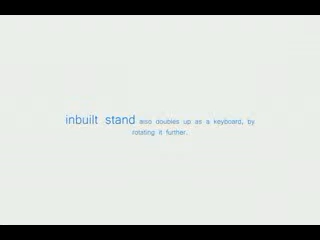 inbuilt stand also doubles up as a keyboard, by
rotating it further.